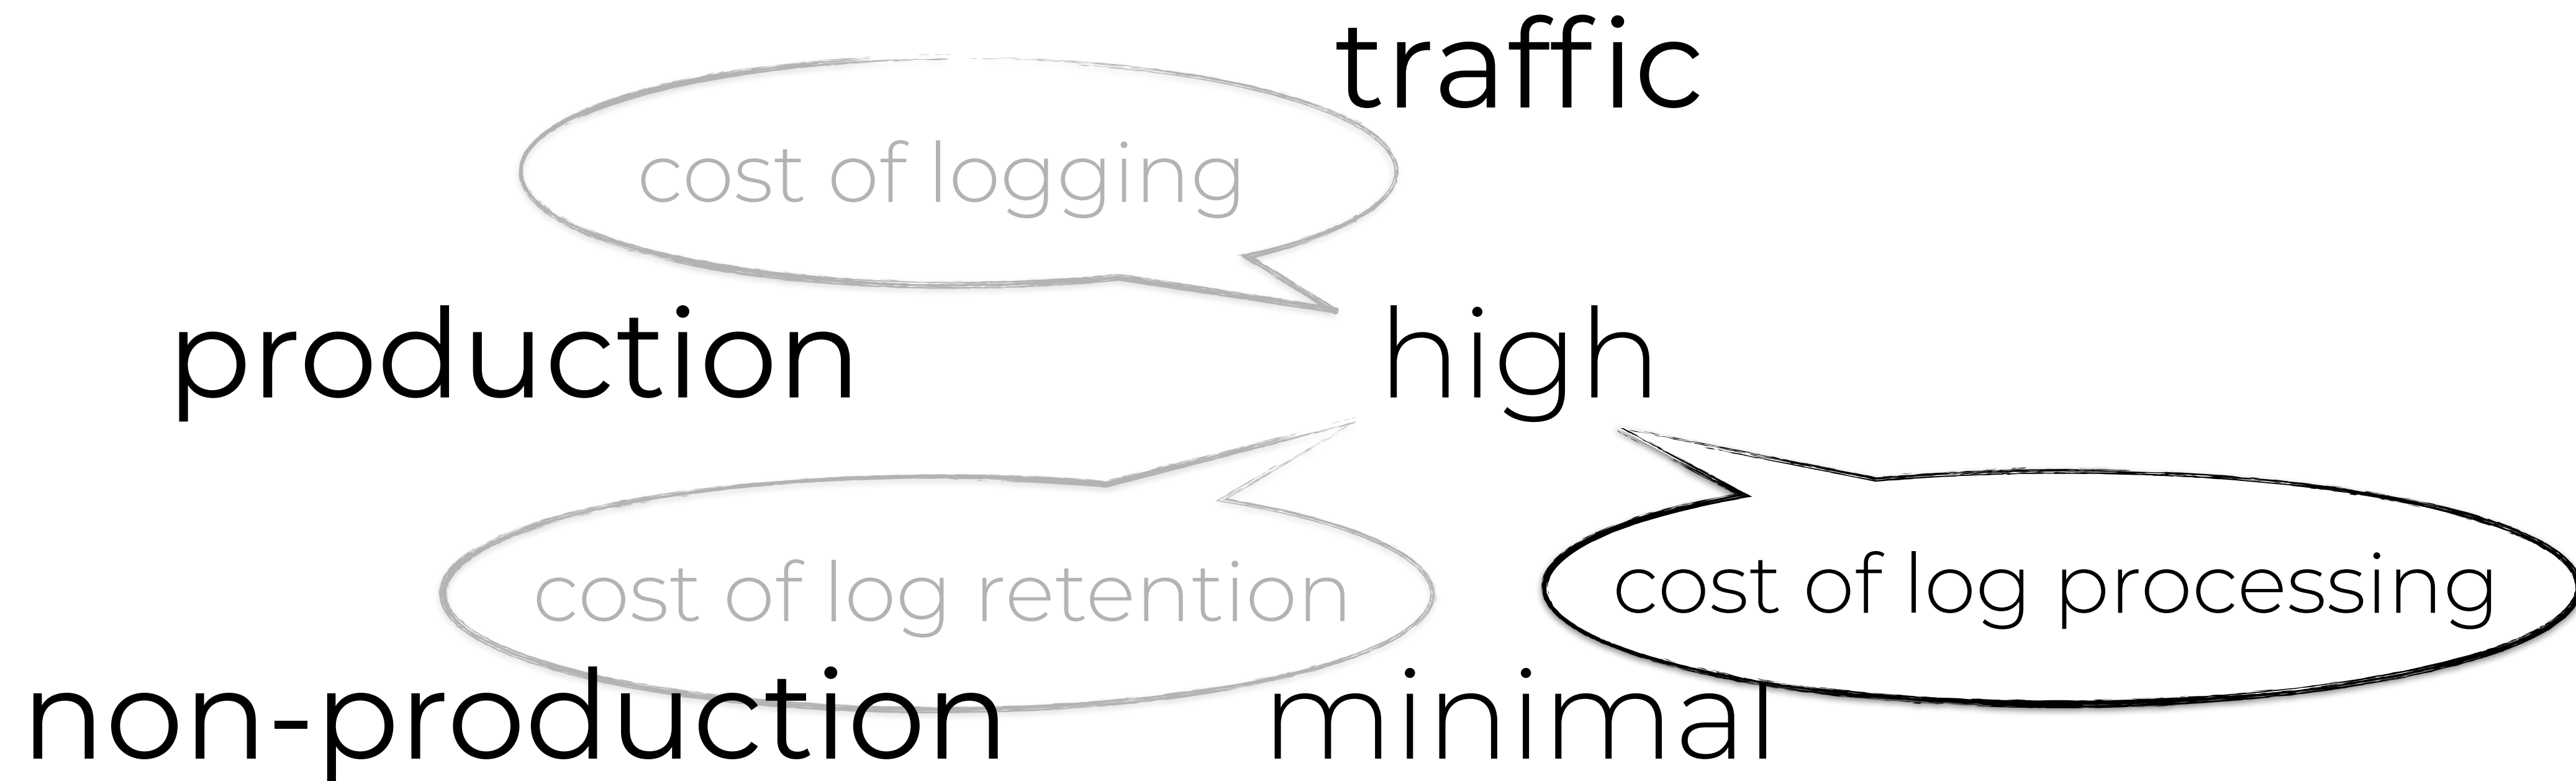 traffic
cost of logging
production
high
cost of log retention
cost of log processing
non-production
minimal